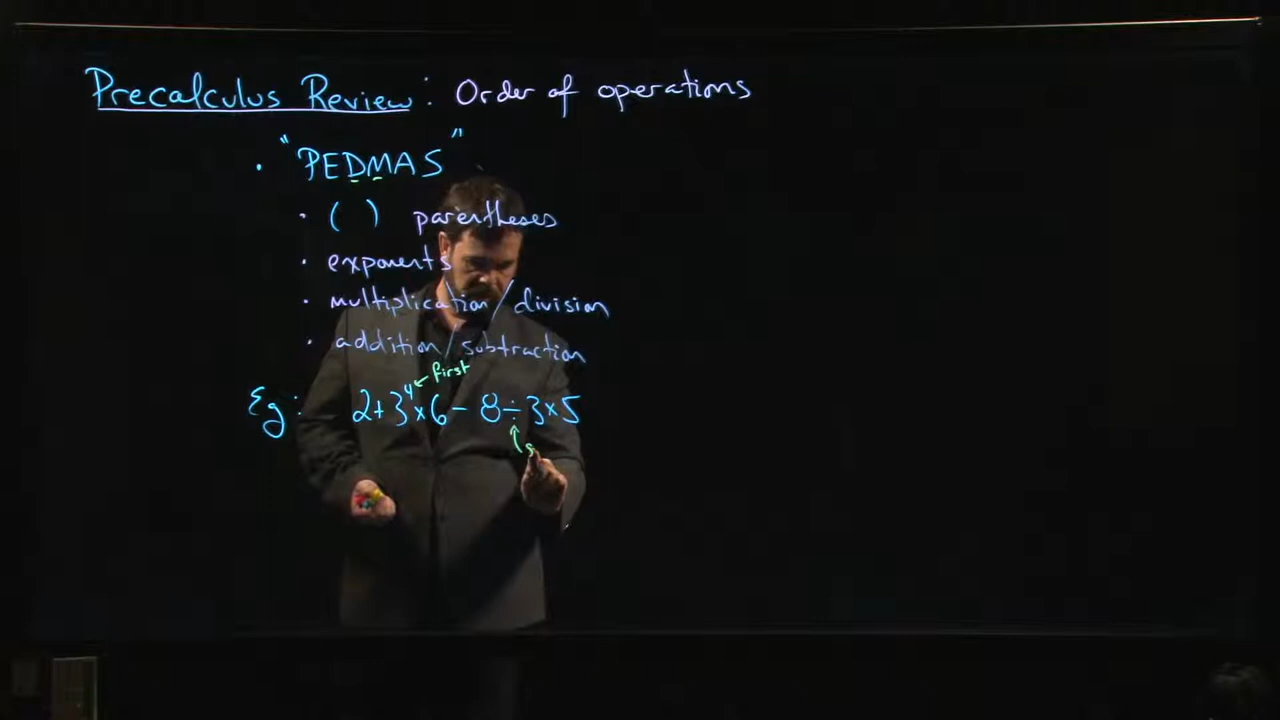 Precalculus Review: Order of operations
· "PEDMAS"
· ( ) parentheses
· exponents
· multiplication/division
· addition/subtraction
← first
Eg: 2+3⁴×6 − 8÷3×5